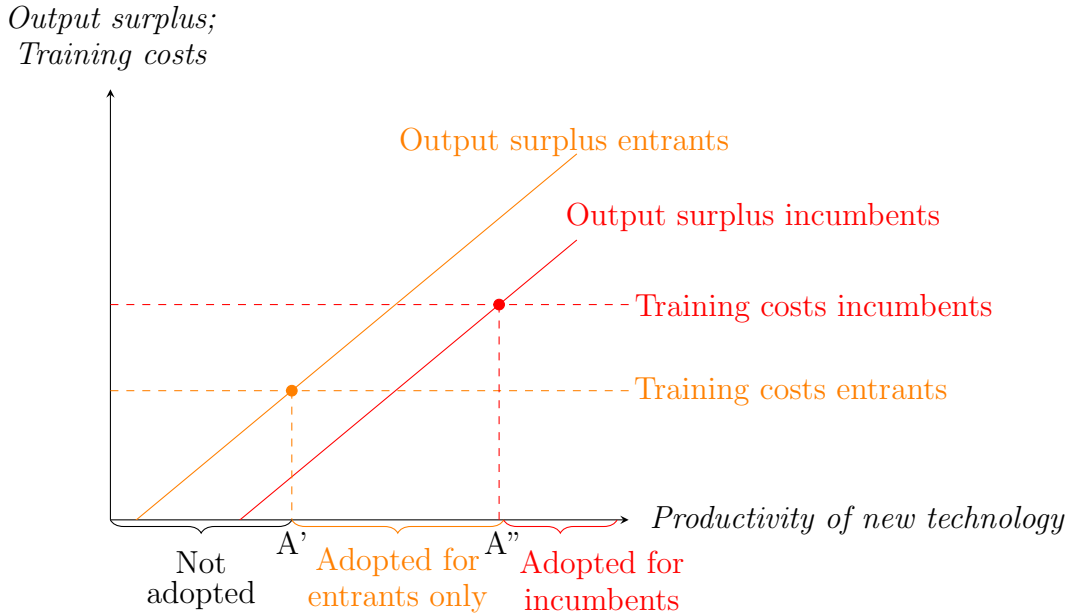 Output surplus;
Training costs
Output surplus entrants
Output surplus incumbents
Training costs incumbents
Training costs entrants
Productivity of new technology
A'
A”
Not
adopted
Adopted for
entrants only
Adopted for
incumbents